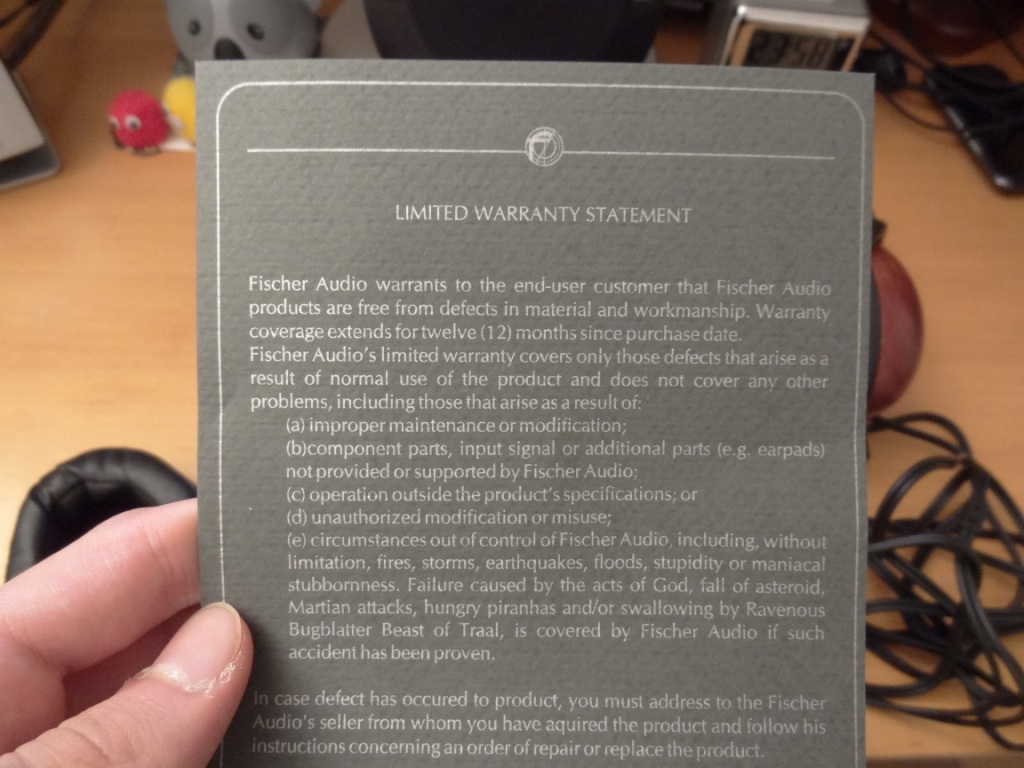 23:58
LIMITED WARRANTY STATEMENT
Fischer Audio warrants to the end-user customer that Fischer Audio
products are free from defects in material and workmanship. Warranty
coverage extends for twelve (12) months since purchase date.
Fischer Audio's limited warranty covers only those defects that arise as a
result of normal use of the product and does not cover any other
problems, including those that arise as a result of:
(a) improper maintenance or modification;
(b)component parts, input signal or additional parts (e.g. earpads)
not provided or supported by Fischer Audio;
(c) operation outside the product's specifications; or
(d) unauthorized modification or misuse;
(e) circumstances out of control of Fischer Audio, including, without
limitation, fires, storms, earthquakes, floods, stupidity or maniacal
stubbornness. Failure caused by the acts of God, fall of asteroid,
Martian attacks, hungry piranhas and/or swallowing by Ravenous
Bugblatter Beast of Traal, is covered by Fischer Audio if such
accident has been proven.
In case defect has occured to product, you must address to the Fischer
Audio's seller from whom you have aquired the product and follow his
instructions concerning an order of repair or replace the product.